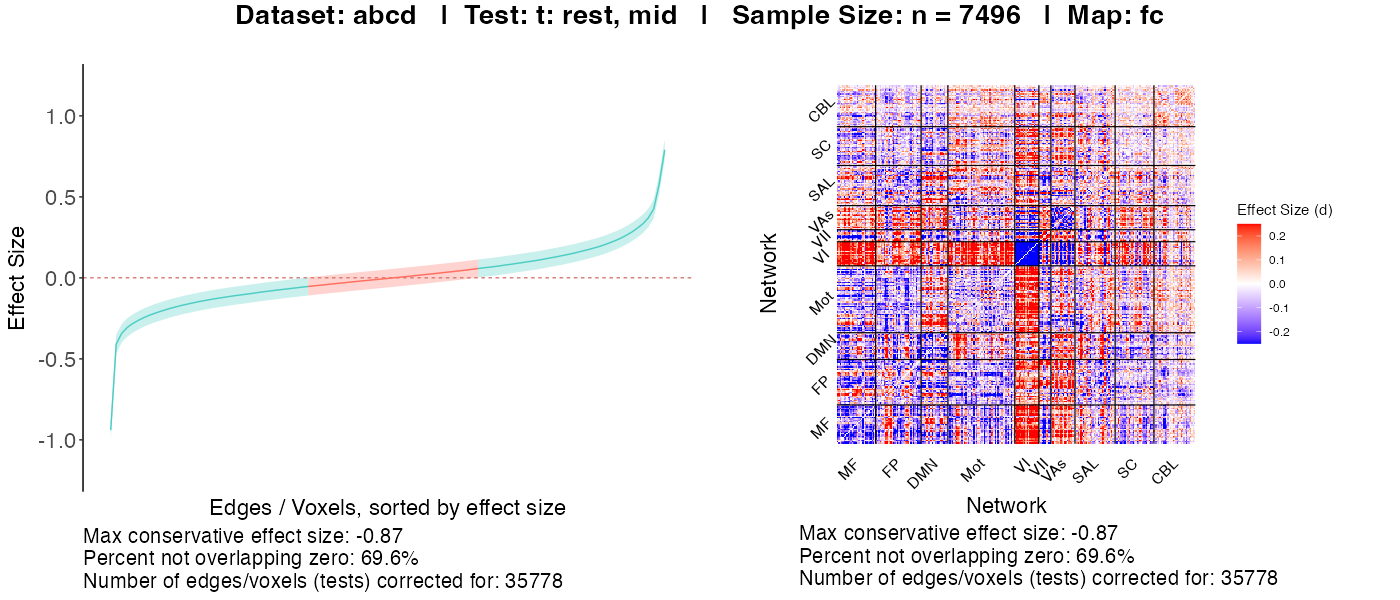 Dataset: abcd | Test: t: rest, mid | Sample Size: n = 7496 | Map: fc
Effect Size
1.0
0.5
0.0
-0.5
-1.0
Edges / Voxels, sorted by effect size
Max conservative effect size: -0.87
Percent not overlapping zero: 69.6%
Number of edges/voxels (tests) corrected for: 35778
Network
CBL
SC
SAL
VAs
VII
VI
Mot
DMN
FP
MF
MF FP DMN Mot VI VII VAs SAL SC CBL
Network
Max conservative effect size: -0.87
Percent not overlapping zero: 69.6%
Number of edges/voxels (tests) corrected for: 35778
Effect Size (d)
0.2
0.1
0.0
-0.1
-0.2